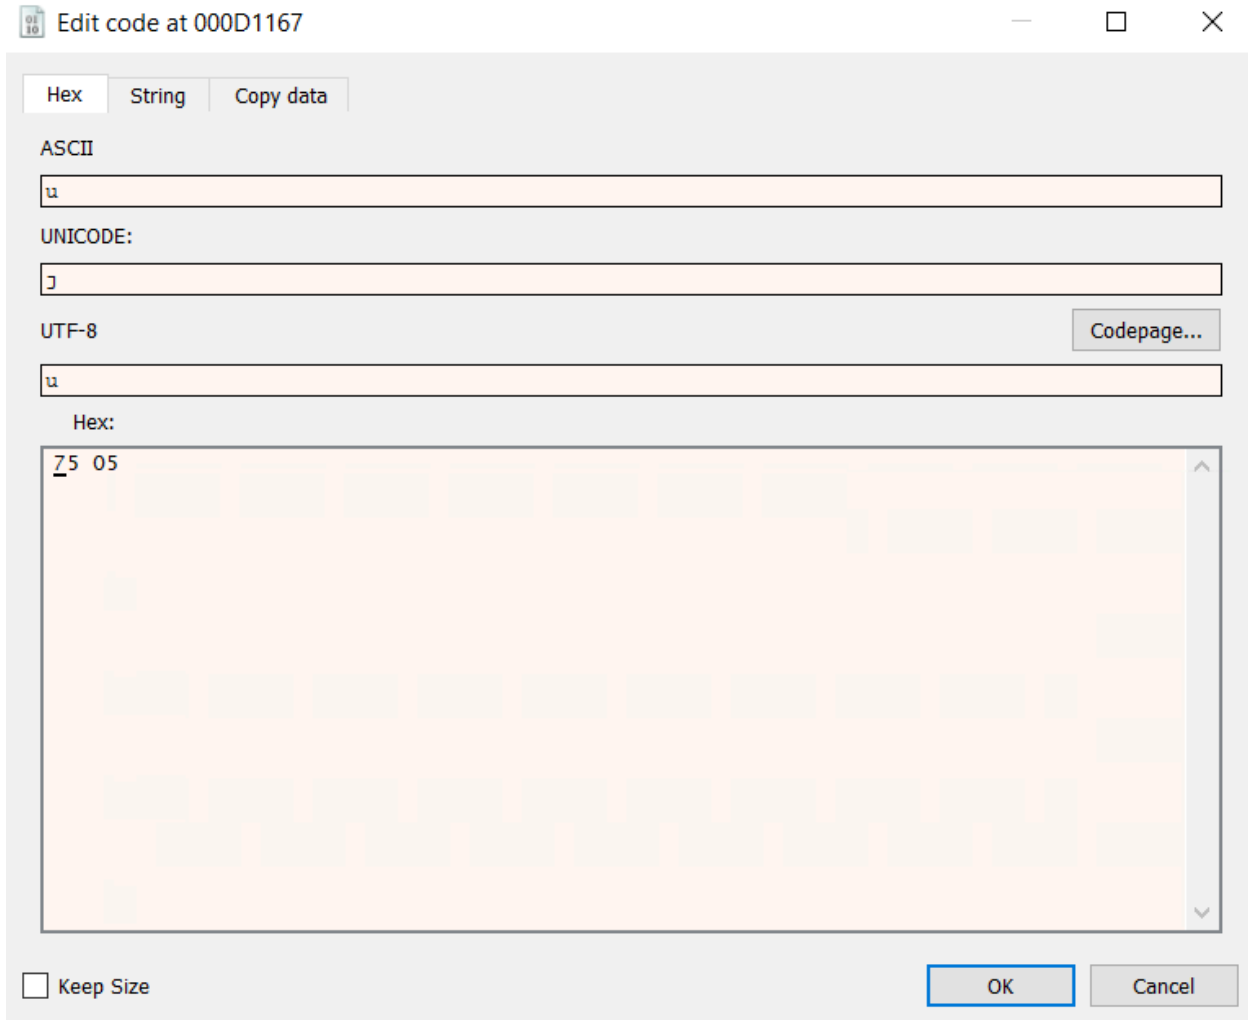 Edit code at 000D1167
Hex String Copy data
ASCII
u
UNICODE:
յ
UTF-8
Codepage...
u
Hex:
75 05
Keep Size
OK Cancel